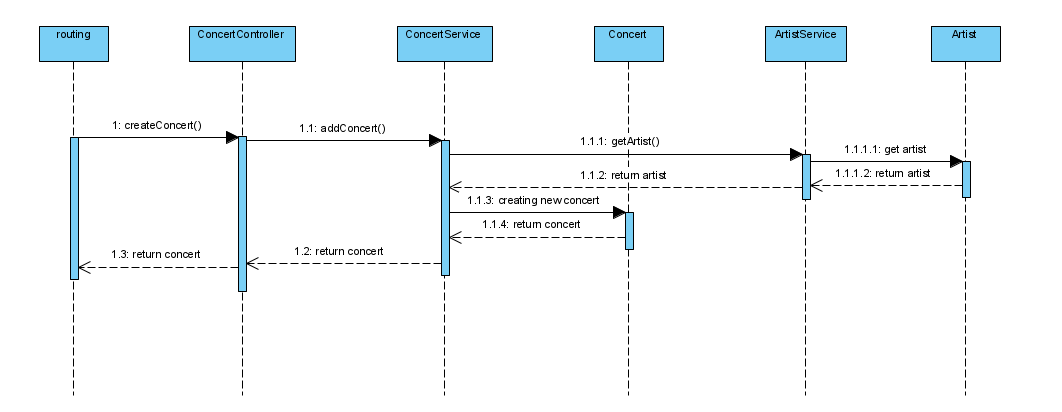 routing
ConcertController
ConcertService
Concert
ArtistService
Artist
1: createConcert()
1.1: addConcert()
1.1.1: getArtist()
1.1.1.1: get artist
1.1.1.2: return artist
1.1.2: return artist
1.1.3: creating new concert
1.1.4: return concert
1.2: return concert
1.3: return concert